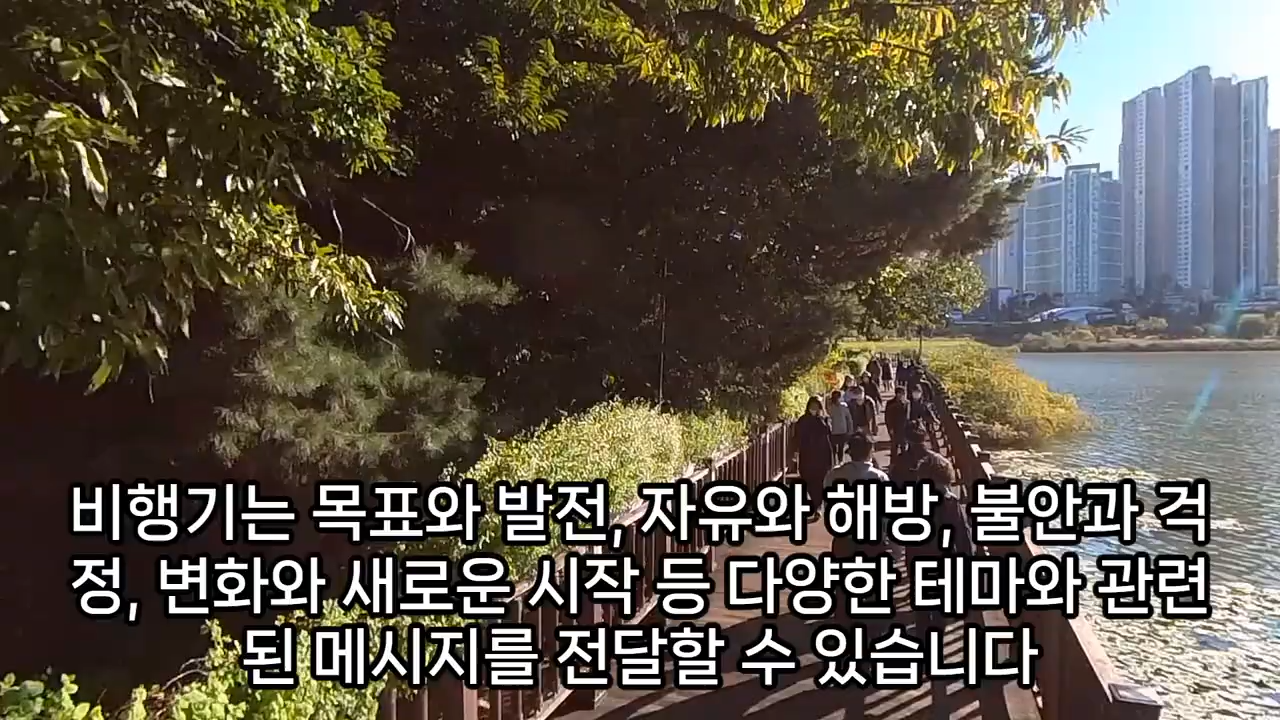 비행기는 목표와 발전, 자유와 해방, 불안과 걱
정, 변화와 새로운 시작 등 다양한 테마와 관련
된 메시지를 전달할 수 있습니다